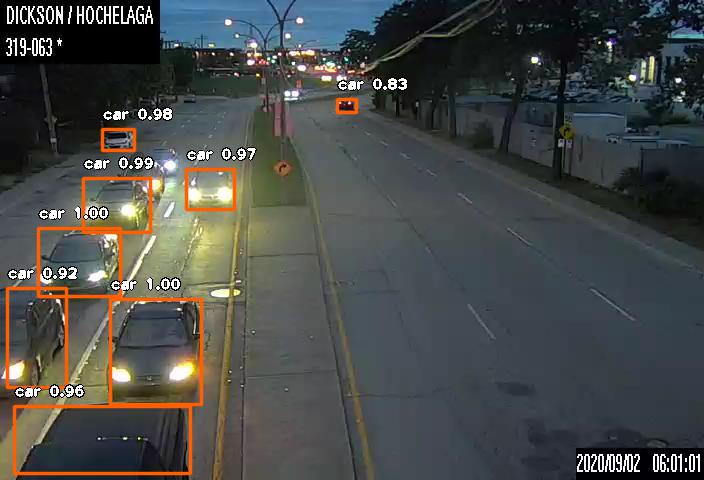 DICKSON / HOCHELAGA
319-063 *
car 0.83
car 0.98
car 0.97
car 0.99
car 1.00
car 0.92
car 1.00
car 0.96
2020/09/02 06:01:01